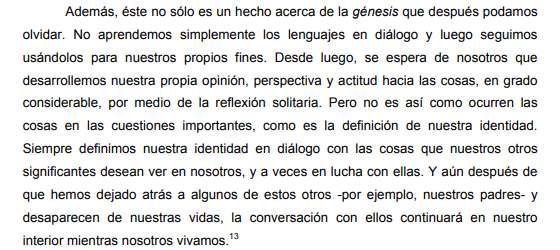 Además, éste no sólo es un hecho acerca de la génesis que después podamos
olvidar. No aprendemos simplemente los lenguajes en diálogo y luego seguimos
usándolos para nuestros propios fines. Desde luego, se espera de nosotros que
desarrollemos nuestra propia opinión, perspectiva y actitud hacia las cosas, en grado
considerable, por medio de la reflexión solitaria. Pero no es así como ocurren las
cosas en las cuestiones importantes, como es la definición de nuestra identidad.
Siempre definimos nuestra identidad en diálogo con las cosas que nuestros otros
significantes desean ver en nosotros, y a veces en lucha con ellas. Y aún después de
que hemos dejado atrás a algunos de estos otros -por ejemplo, nuestros padres- y
desaparecen de nuestras vidas, la conversación con ellos continuará en nuestro
interior mientras nosotros vivamos.13